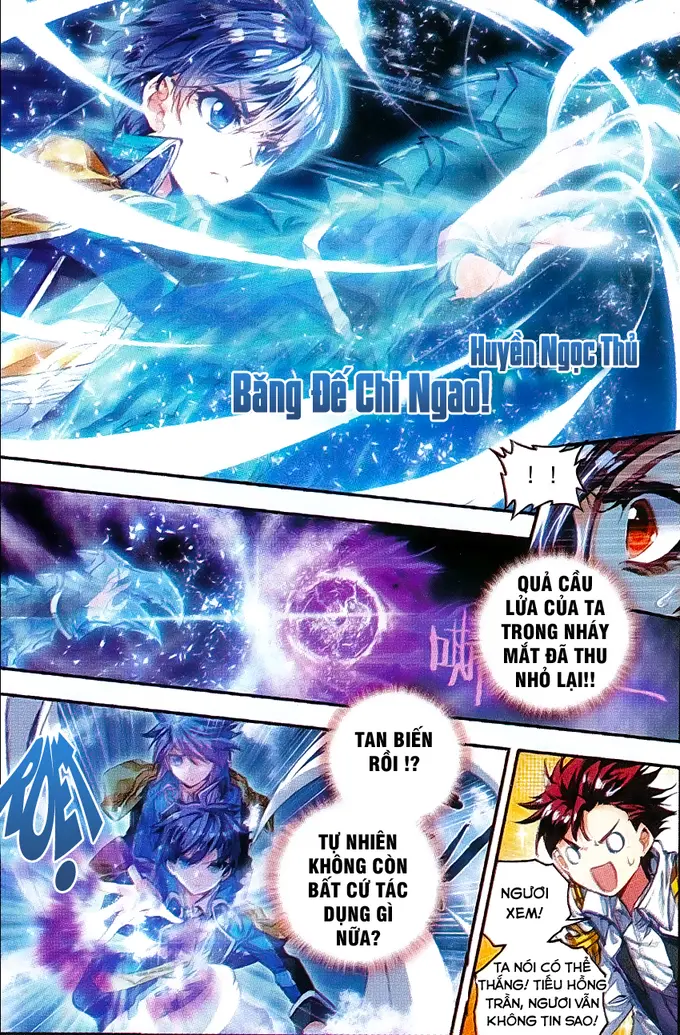 Huyền Ngọc Thủ
Băng Đế Chi Ngao!
! !
QUẢ CẦU
LỬA CỦA TA
TRONG NHÁY
MẮT ĐÃ THU
NHỎ LẠI!!
TAN BIẾN
RỒI !?
TỰ NHIÊN
KHÔNG CÒN
BẤT CỨ TÁC
DỤNG GÌ
NỮA?
ROẸT
NGƯƠI
XEM!
TA NÓI CÓ THỂ
THẮNG! TIẾU HỒNG
TRẦN, NGƯƠI VẪN
KHÔNG TIN SAO!